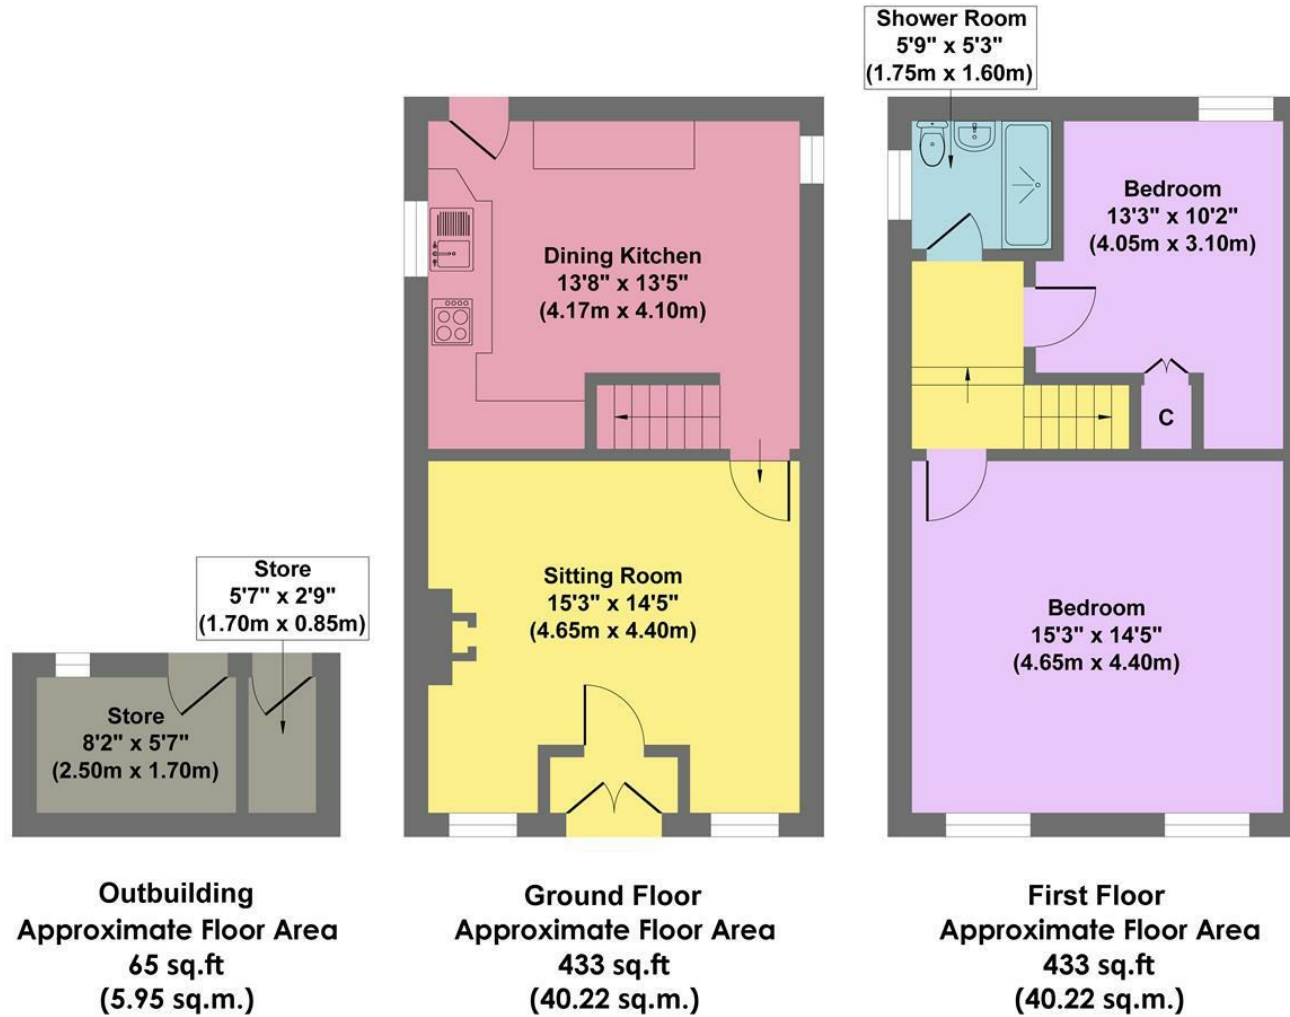 Shower Room
5'9" x 5'3"
(1.75m x 1.60m)
Bedroom
13'3" x 10'2"
(4.05m x 3.10m)
Dining Kitchen
13'8" x 13'5"
(4.17m x 4.10m)
C
Store
5'7" x 2'9"
(1.70m x 0.85m)
Sitting Room
15'3" x 14'5"
(4.65m x 4.40m)
Bedroom
15'3" x 14'5"
(4.65m x 4.40m)
Store
8'2" x 5'7"
(2.50m x 1.70m)
Outbuilding
Approximate Floor Area
65 sq.ft
(5.95 sq.m.)
Ground Floor
Approximate Floor Area
433 sq.ft
(40.22 sq.m.)
First Floor
Approximate Floor Area
433 sq.ft
(40.22 sq.m.)